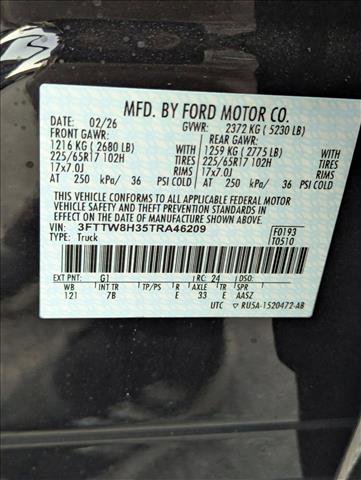 MFD. BY FORD MOTOR CO.
DATE: 02/26 GVWR: 2372 KG ( 5230 LB)
FRONT GAWR: REAR GAWR:
1216 KG ( 2680 LB) WITH 1259 KG ( 2775 LB) WITH
225/65R17 102H TIRES 225/65R17 102H TIRES
17x7.0J RIMS 17x7.0J RIMS
AT 250 kPa/ 36 PSI COLD AT 250 kPa/ 36 PSI COLD
THIS VEHICLE CONFORMS TO ALL APPLICABLE FEDERAL MOTOR
VEHICLE SAFETY AND THEFT PREVENTION STANDARDS IN EFFECT
ON THE DATE OF MANUFACTURE SHOWN ABOVE.
VIN: 3FTTW8H35TRA46209 F0193
TYPE: Truck T0510
EXT PNT: G1 RC: 24 DSO:
WB INT TR TP/PS R AXLE TR SPR
121 7B E 33 E AASZ
UTC ▽ RU5A-1520472-AB